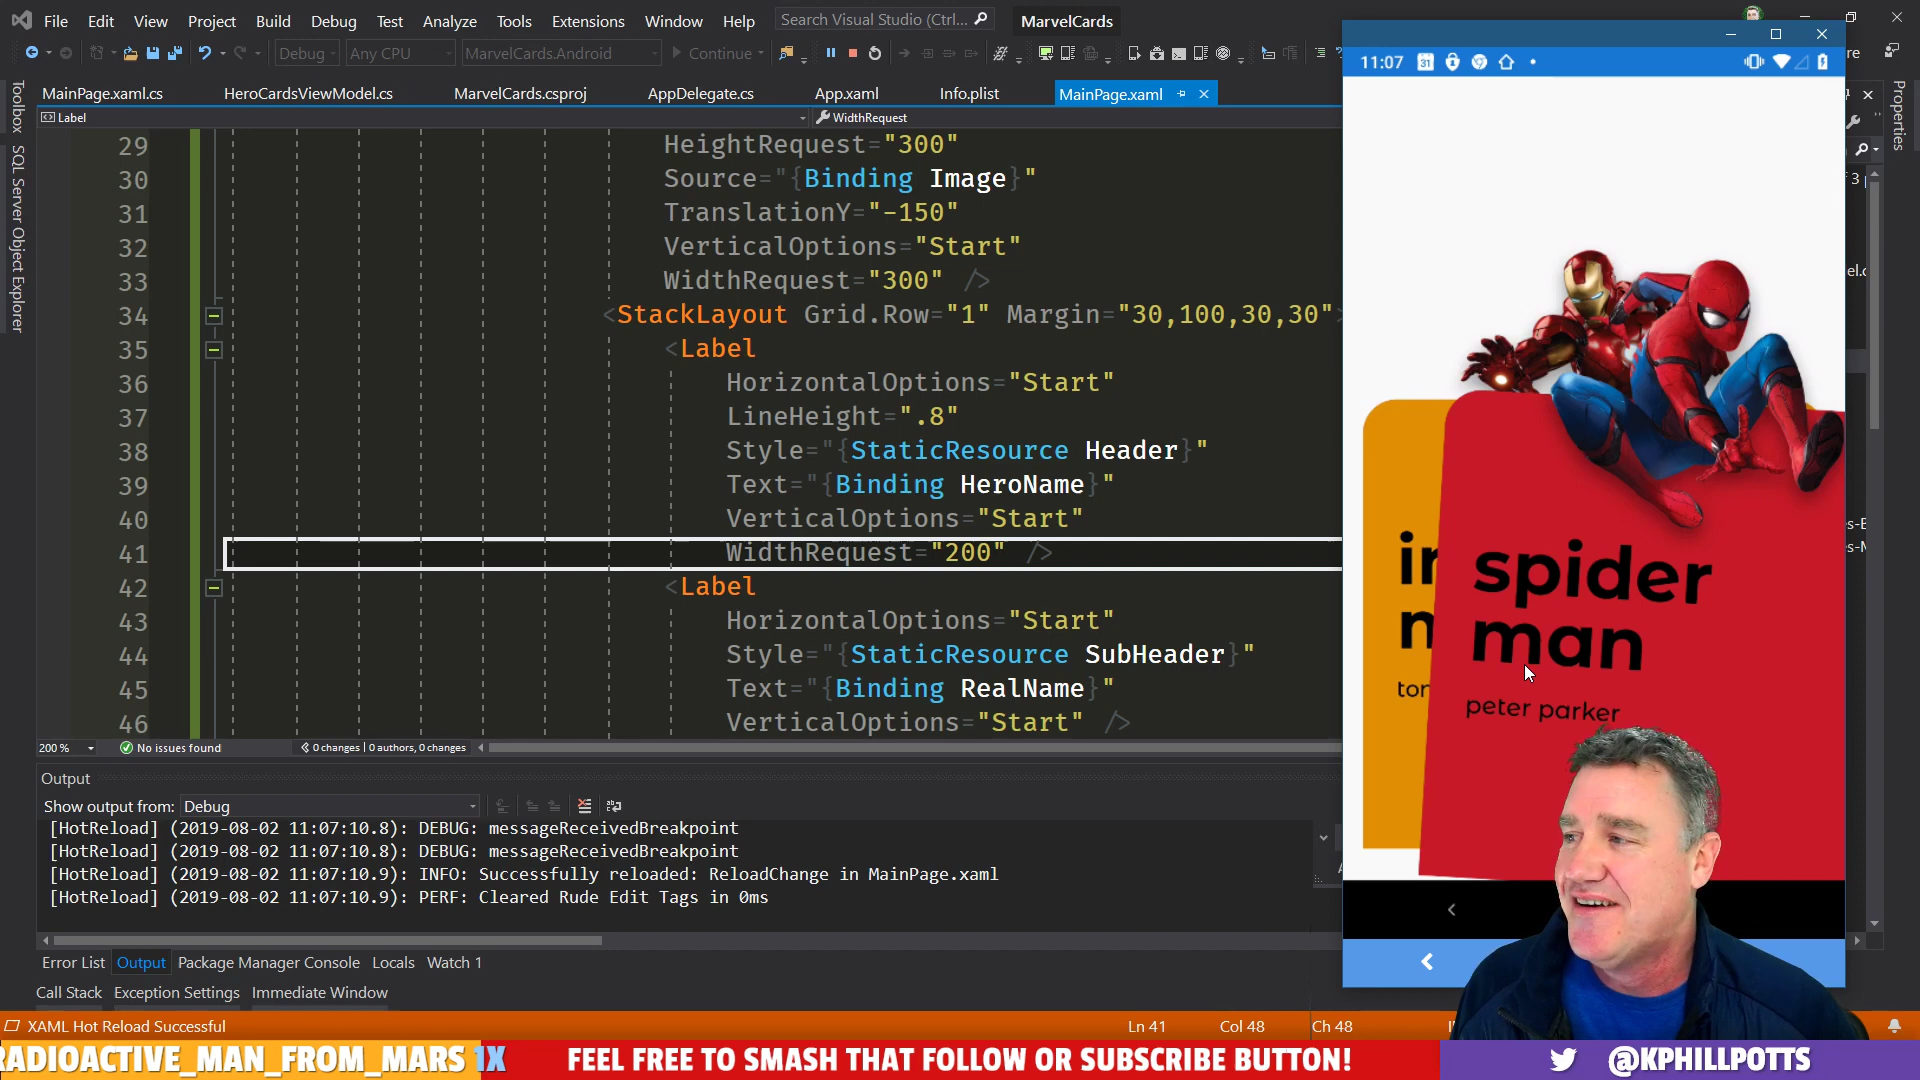 File Edit View Project Build Debug Test Analyze Tools Extensions Window Help Search Visual Studio (Ctrl... MarvelCards
Debug Any CPU MarvelCards.Android Continue
MainPage.xaml.cs HeroCardsViewModel.cs MarvelCards.csproj AppDelegate.cs App.xaml Info.plist MainPage.xaml
Label WidthRequest
Toolbox
SQL Server Object Explorer
Properties
29 HeightRequest="300"
30 Source="{Binding Image}"
31 TranslationY="-150"
32 VerticalOptions="Start"
33 WidthRequest="300" />
34 <StackLayout Grid.Row="1" Margin="30,100,30,30">
35 <Label
36 HorizontalOptions="Start"
37 LineHeight=".8"
38 Style="{StaticResource Header}"
39 Text="{Binding HeroName}"
40 VerticalOptions="Start"
41 WidthRequest="200" />
42 <Label
43 HorizontalOptions="Start"
44 Style="{StaticResource SubHeader}"
45 Text="{Binding RealName}"
46 VerticalOptions="Start" />
200 % No issues found 0 changes | 0 authors, 0 changes
Output
Show output from: Debug
[HotReload] (2019-08-02 11:07:10.8): DEBUG: messageReceivedBreakpoint
[HotReload] (2019-08-02 11:07:10.8): DEBUG: messageReceivedBreakpoint
[HotReload] (2019-08-02 11:07:10.9): INFO: Successfully reloaded: ReloadChange in MainPage.xaml
[HotReload] (2019-08-02 11:07:10.9): PERF: Cleared Rude Edit Tags in 0ms
Error List Output Package Manager Console Locals Watch 1
Call Stack Exception Settings Immediate Window
XAML Hot Reload Successful Ln 41 Col 48 Ch 48
11:07 31
spider
man
peter parker
RADIOACTIVE_MAN_FROM_MARS 1X FEEL FREE TO SMASH THAT FOLLOW OR SUBSCRIBE BUTTON! @KPHILLPOTTS